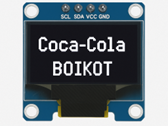 SCL SDA VCC GND
Coca-Cola
BOIKOT